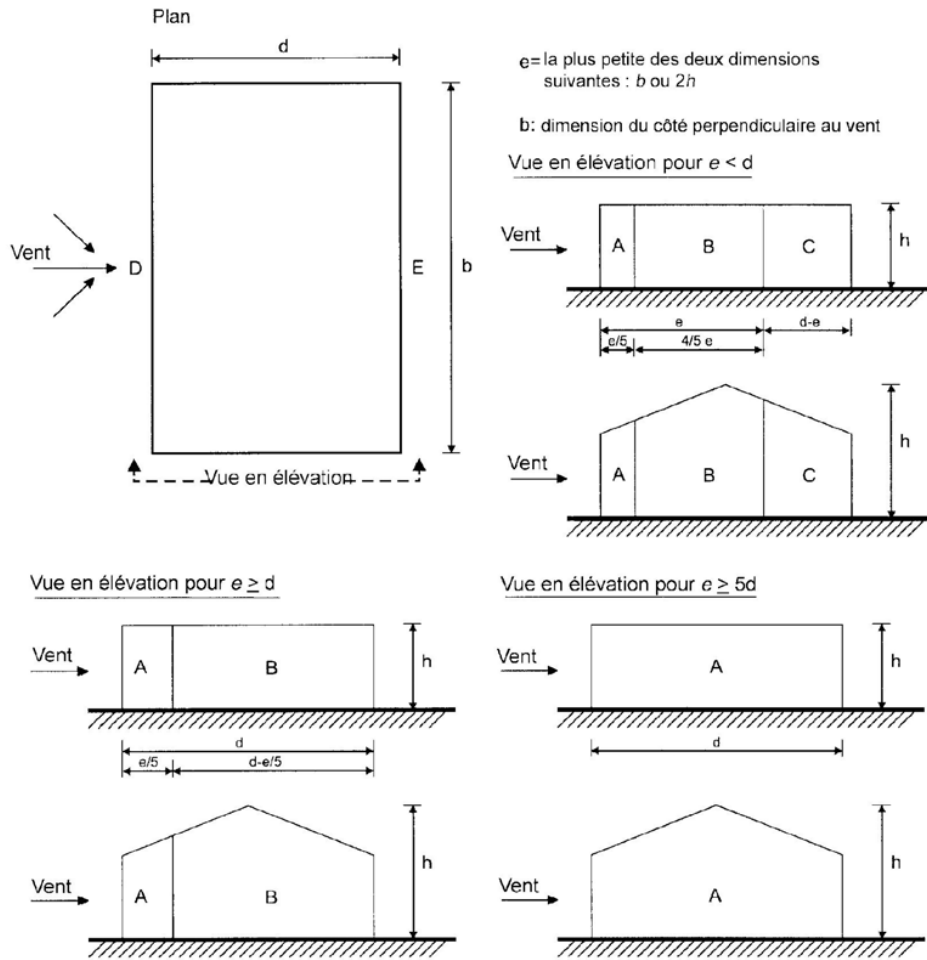 Plan
d
e= la plus petite des deux dimensions
suivantes : b ou 2h
b: dimension du côté perpendiculaire au vent
Vue en élévation pour e < d
Vent
D
E
b
Vue en élévation
Vent
A
B
C
h
e
d-e
e/5
4/5 e
Vent
A
B
C
h
Vue en élévation pour e ≥ d
Vent
A
B
h
d
e/5
d-e/5
Vent
A
B
h
Vue en élévation pour e ≥ 5d
Vent
A
h
d
Vent
A
h